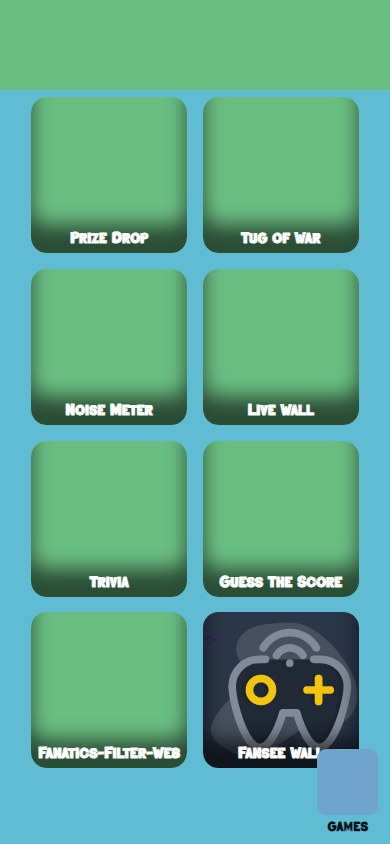 Prize Drop
Tug of War
Noise Meter
Live Wall
Trivia
Guess The Score
Fanatics-Filter-Web
Fansee Wall
GAMES